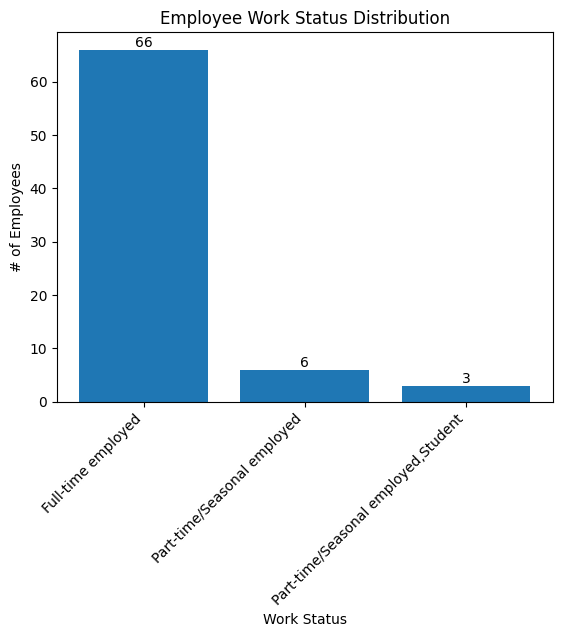 Employee Work Status Distribution
66
6
3
# of Employees
60
50
40
30
20
10
0
Full-time employed
Part-time/Seasonal employed
Part-time/Seasonal employed,Student
Work Status